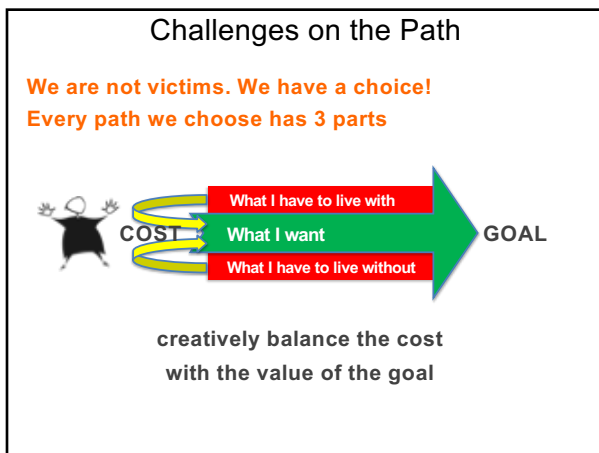 Challenges on the Path
We are not victims. We have a choice!
Every path we choose has 3 parts
What I have to live with
COST
What I want
GOAL
What I have to live without
creatively balance the cost
with the value of the goal